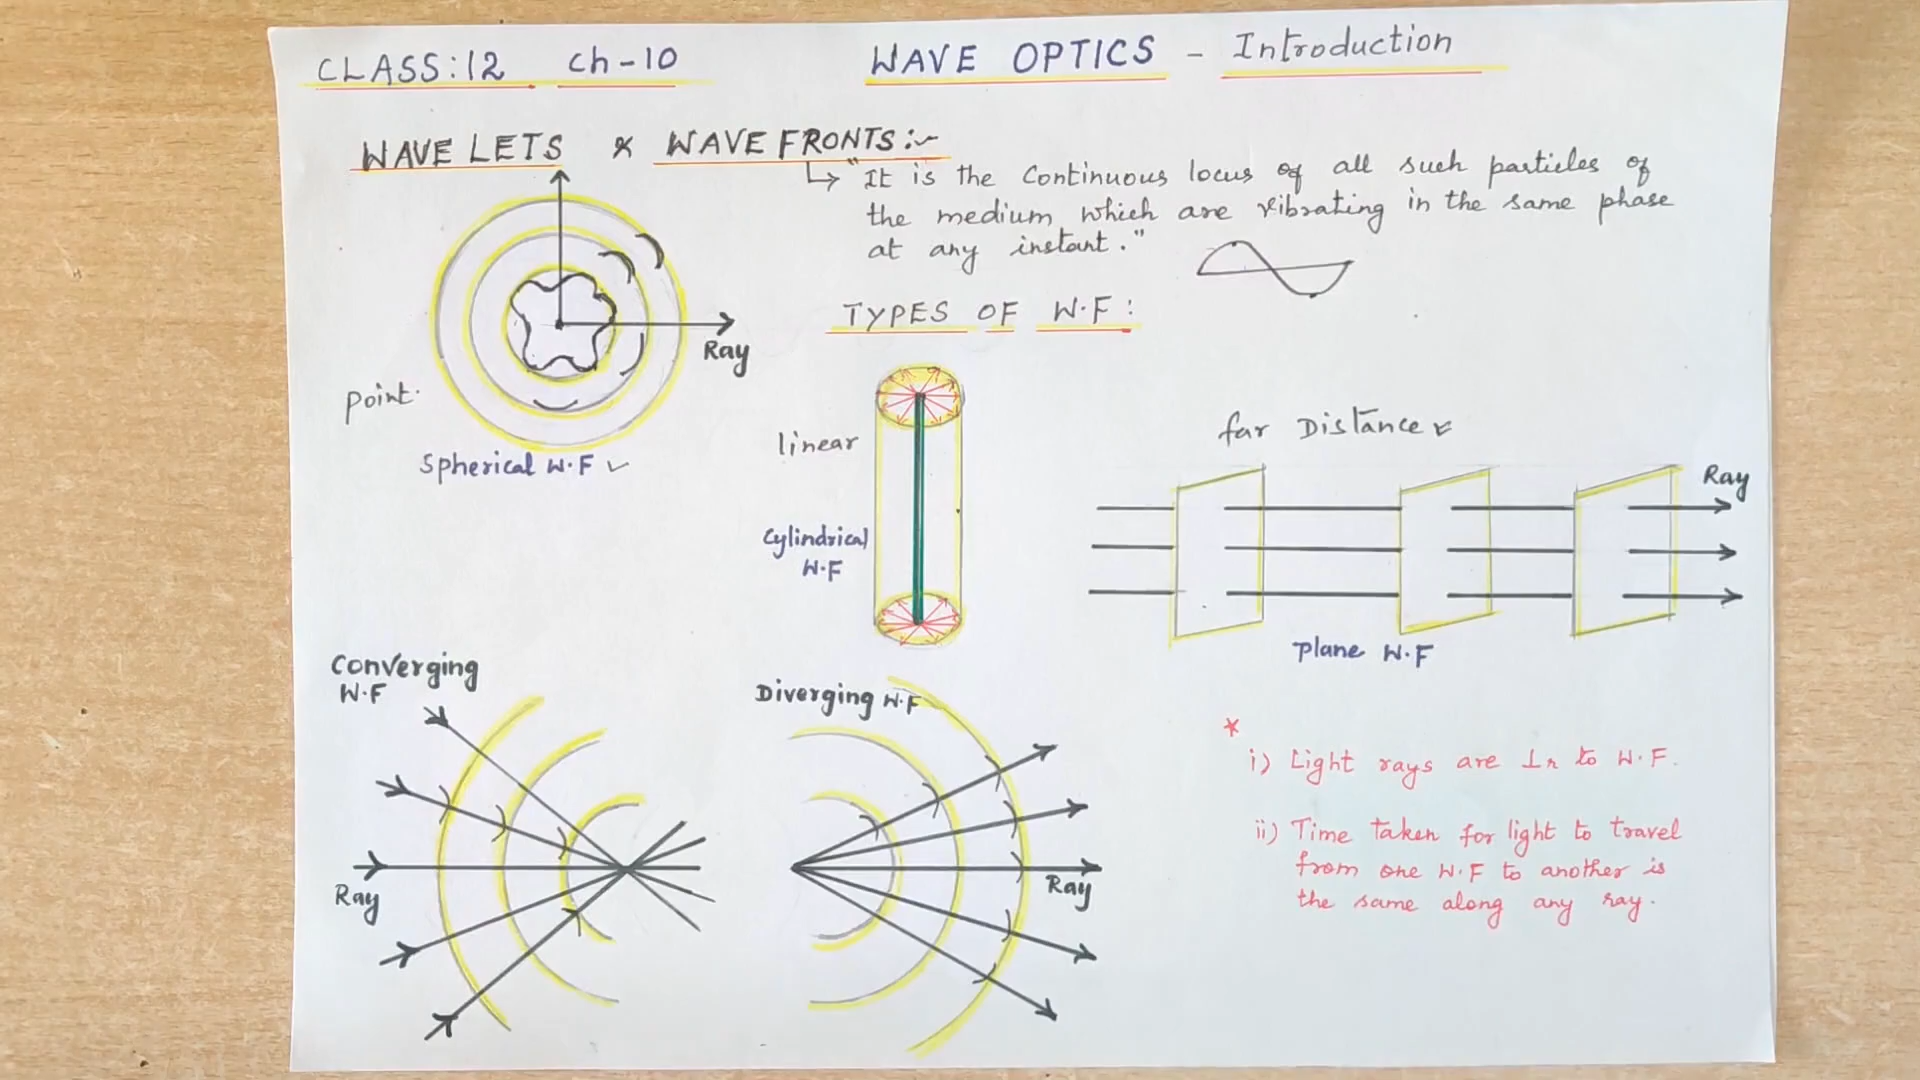 CLASS:12 Ch-10 WAVE OPTICS - Introduction
WAVE LETS & WAVE FRONTS:-
"It is the continuous locus of all such particles of
the medium which are vibrating in the same phase
at any instant."
Ray
point.
Spherical W.F ✓
TYPES OF W.F:
linear
Cylindrical
W.F
far Distance
Ray
Plane W.F
Converging
W.F
Ray
Diverging W.F
Ray
*
i) Light rays are ⊥r to W.F.
ii) Time taken for light to travel
from one W.F to another is
the same along any ray.